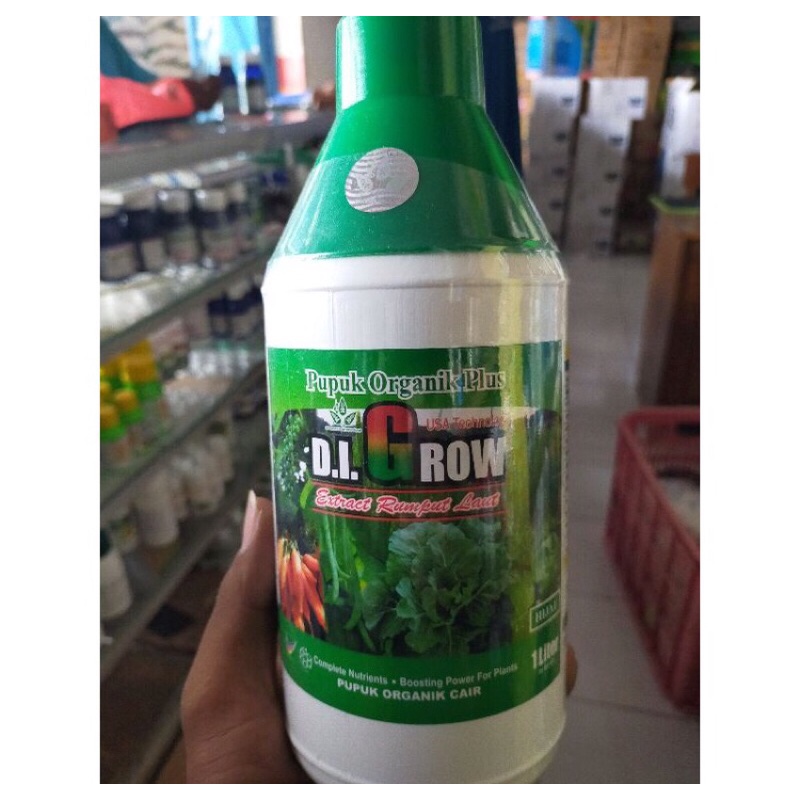 Pupuk Organik Plus
USA Technology
D.I. GROW
Extract Rumput Laut
1 Liter
Complete Nutrients • Boosting Power For Plants
PUPUK ORGANIK CAIR